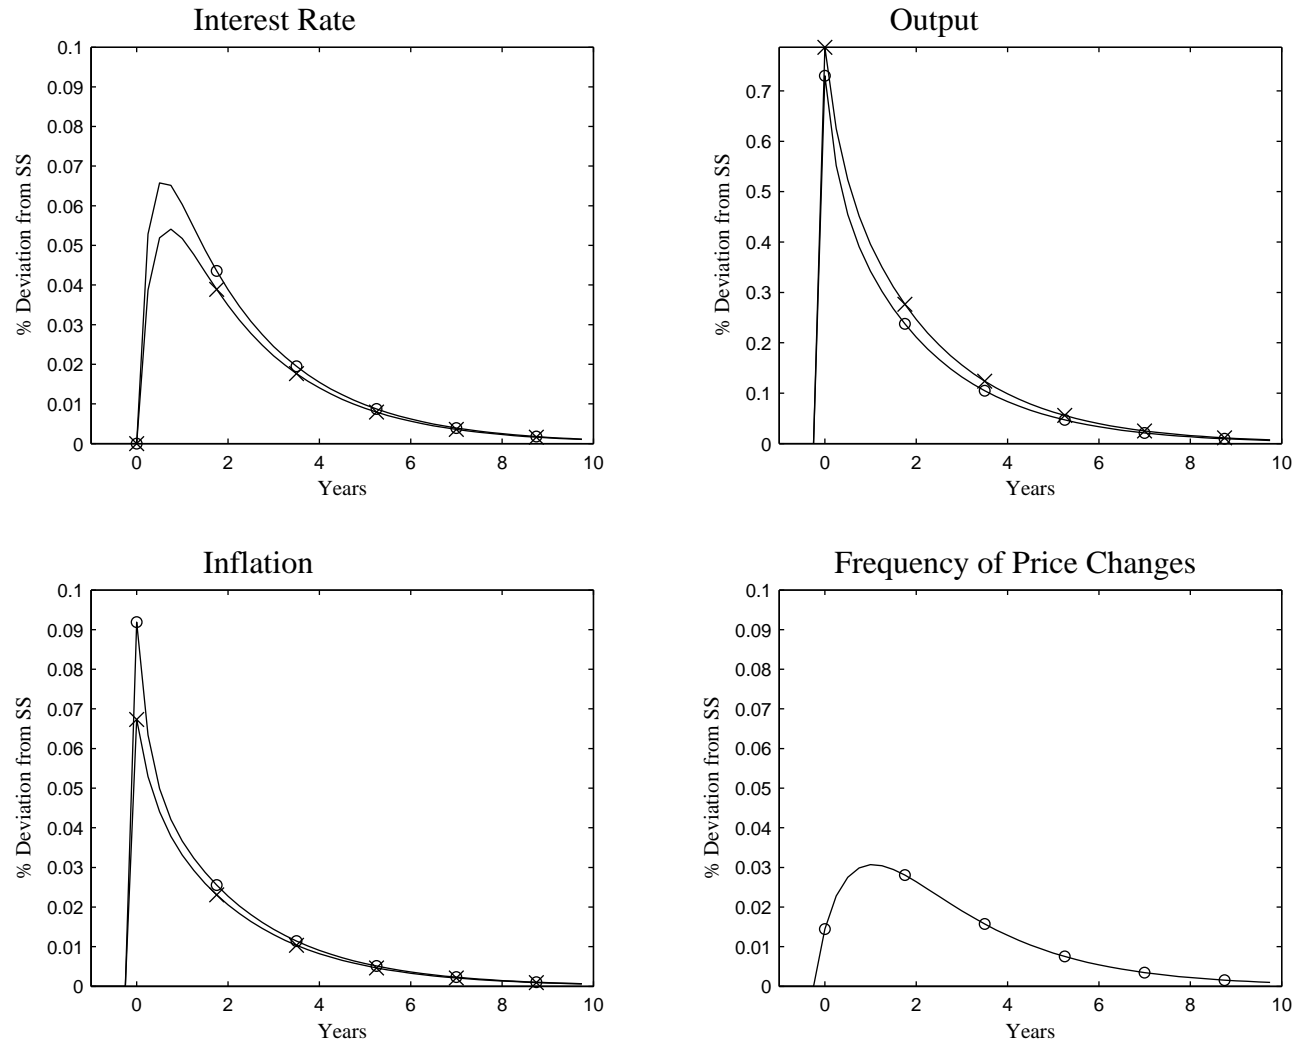 Interest Rate
% Deviation from SS
0.1
0.09
0.08
0.07
0.06
0.05
0.04
0.03
0.02
0.01
0
0 2 4 6 8 10
Years
Output
% Deviation from SS
0.7
0.6
0.5
0.4
0.3
0.2
0.1
0
0 2 4 6 8 10
Years
Inflation
% Deviation from SS
0.1
0.09
0.08
0.07
0.06
0.05
0.04
0.03
0.02
0.01
0
0 2 4 6 8 10
Years
Frequency of Price Changes
% Deviation from SS
0.1
0.09
0.08
0.07
0.06
0.05
0.04
0.03
0.02
0.01
0
0 2 4 6 8 10
Years